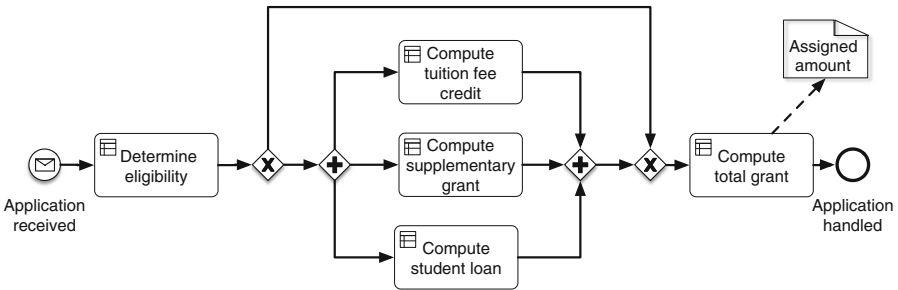 Compute
tuition fee
credit
Assigned
amount
Determine
eligibility
Compute
supplementary
grant
Compute
total grant
Application
received
Application
handled
Compute
student loan